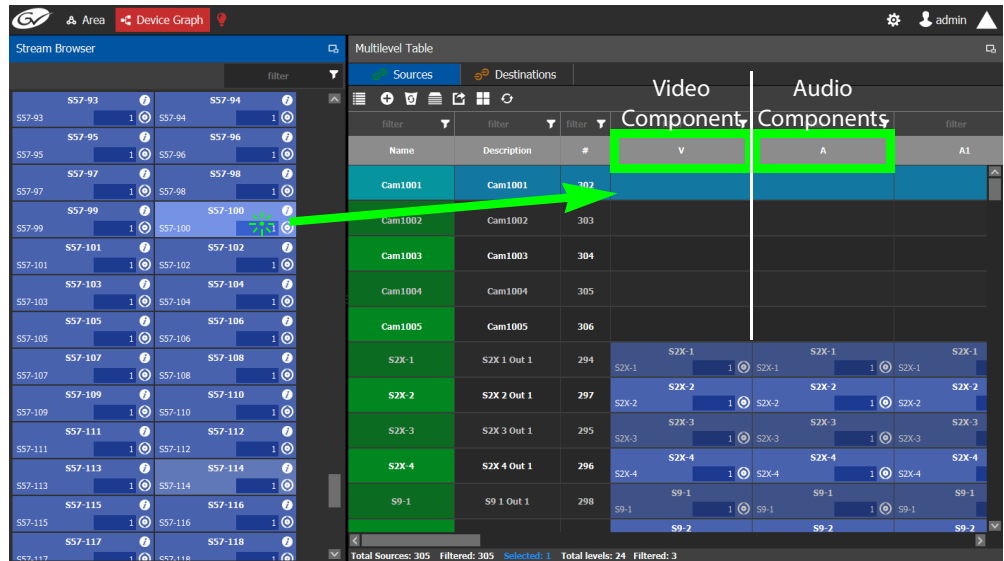 GV Area Device Graph admin
Stream Browser
filter
S57-93 S57-94
S57-93 1 S57-94 1
S57-95 S57-96
S57-95 1 S57-96 1
S57-97 S57-98
S57-97 1 S57-98 1
S57-99 S57-100
S57-99 1 S57-100 1
S57-101 S57-102
S57-101 1 S57-102 1
S57-103 S57-104
S57-103 1 S57-104 1
S57-105 S57-106
S57-105 1 S57-106 1
S57-107 S57-108
S57-107 1 S57-108 1
S57-109 S57-110
S57-109 1 S57-110 1
S57-111 S57-112
S57-111 1 S57-112 1
S57-113 S57-114
S57-113 1 S57-114 1
S57-115 S57-116
S57-115 1 S57-116 1
S57-117 S57-118
S57-117 1 S57-118 1
Multilevel Table
Sources Destinations
Video Audio
Component Components
filter filter filter filter
Name Description # V A A1
Cam1001 Cam1001 302
Cam1002 Cam1002 303
Cam1003 Cam1003 304
Cam1004 Cam1004 305
Cam1005 Cam1005 306
S2X-1 S2X-1 S2X-1
S2X-1 S2X 1 Out 1 294
S2X-1 1 S2X-1 1 S2X-1
S2X-2 S2X-2 S2X-2
S2X-2 S2X 2 Out 1 297
S2X-2 1 S2X-2 1 S2X-2
S2X-3 S2X-3 S2X-3
S2X-3 S2X 3 Out 1 295
S2X-3 1 S2X-3 1 S2X-3
S2X-4 S2X-4 S2X-4
S2X-4 S2X 4 Out 1 296
S2X-4 1 S2X-4 1 S2X-4
S9-1 S9-1 S9-1
S9-1 S9 1 Out 1 298
S9-1 1 S9-1 1 S9-1
S9-2 S9-2 S9-2
Total Sources: 305 Filtered: 305 Selected: 1 Total levels: 24 Filtered: 3